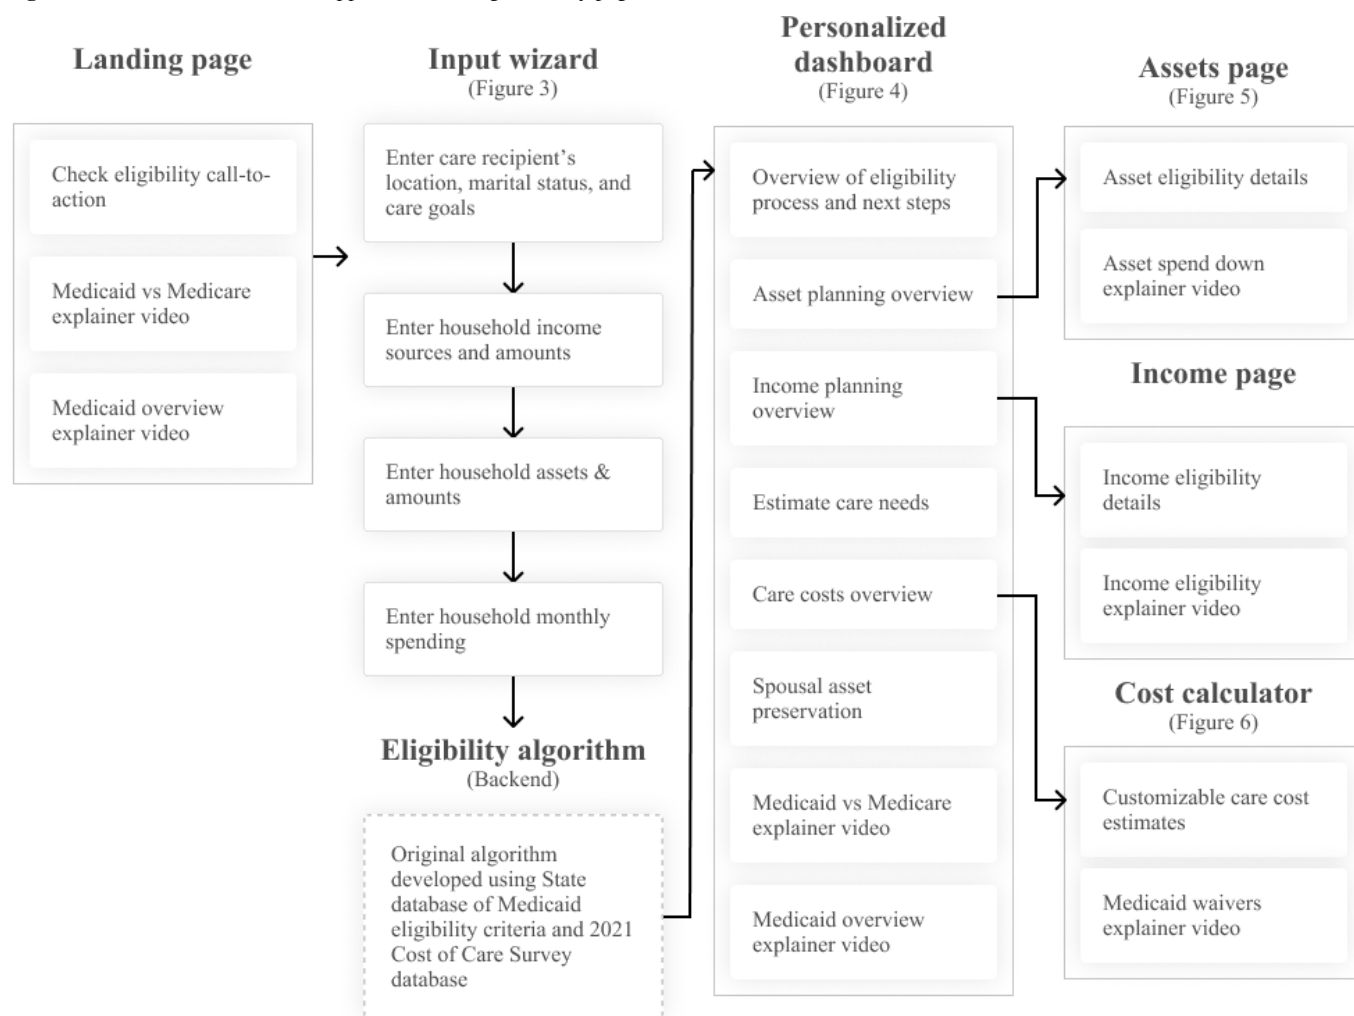 Landing page
Check eligibility call-to-
action
Medicaid vs Medicare
explainer video
Medicaid overview
explainer video
Input wizard
(Figure 3)
Enter care recipient's
location, marital status, and
care goals
Enter household income
sources and amounts
Enter household assets &
amounts
Enter household monthly
spending
Eligibility algorithm
(Backend)
Original algorithm
developed using State
database of Medicaid
eligibility criteria and 2021
Cost of Care Survey
database
Personalized
dashboard
(Figure 4)
Overview of eligibility
process and next steps
Asset planning overview
Income planning
overview
Estimate care needs
Care costs overview
Spousal asset
preservation
Medicaid vs Medicare
explainer video
Medicaid overview
explainer video
Assets page
(Figure 5)
Asset eligibility details
Asset spend down
explainer video
Income page
Income eligibility
details
Income eligibility
explainer video
Cost calculator
(Figure 6)
Customizable care cost
estimates
Medicaid waivers
explainer video